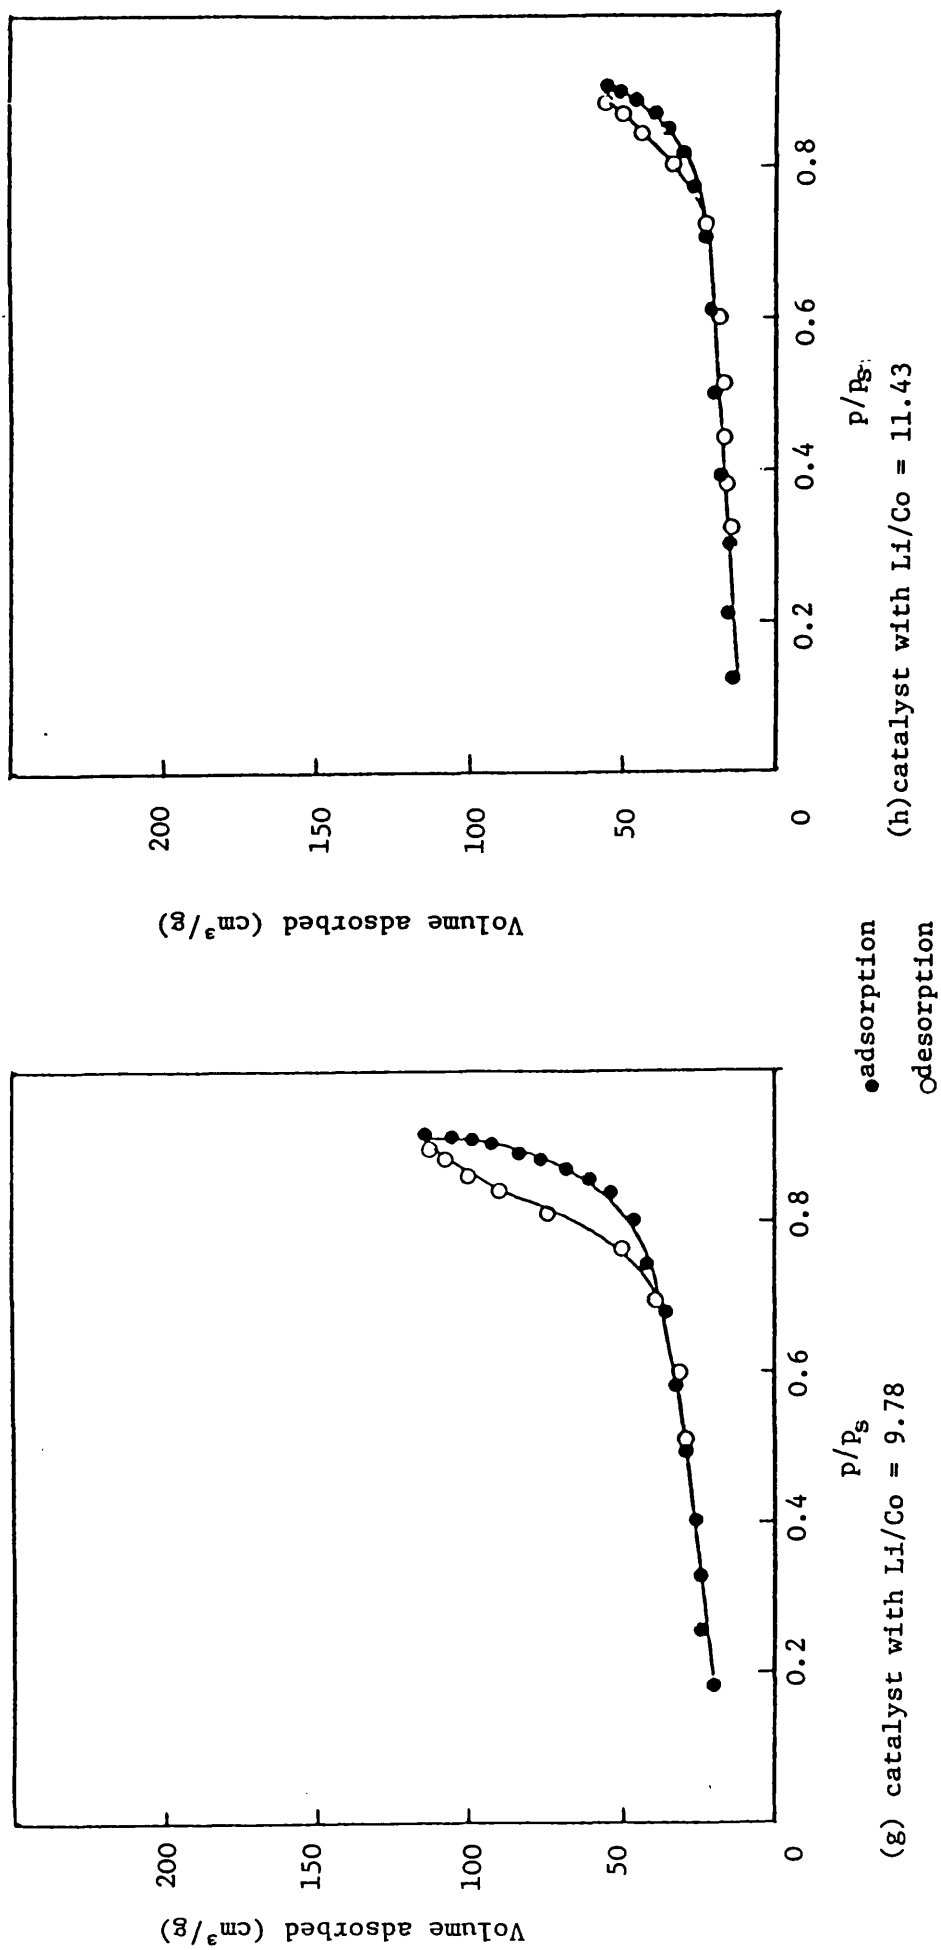 Volume adsorbed (cm³/g)
200
150
100
50
0
0.2
0.4
0.6
0.8
p/pₛ
(g) catalyst with Li/Co = 9.78
●adsorption
○desorption
Volume adsorbed (cm³/g)
200
150
100
50
0
0.2
0.4
0.6
0.8
p/pₛ
(h)catalyst with Li/Co = 11.43